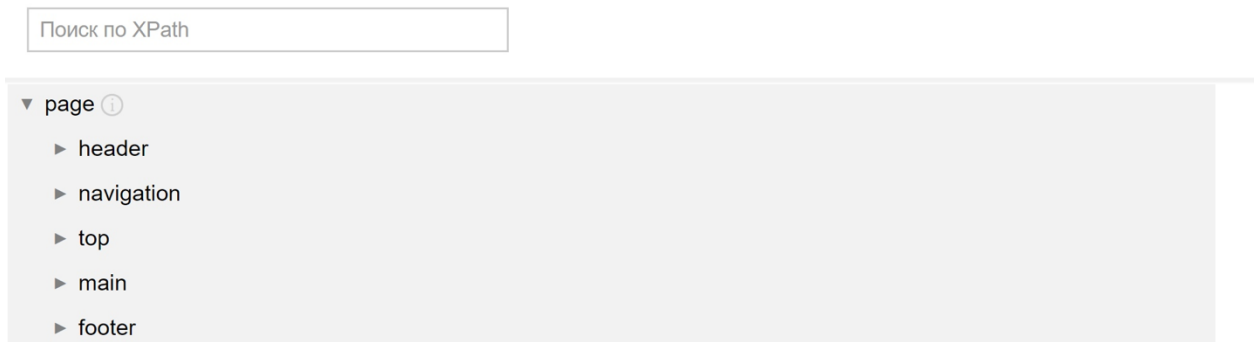 Поиск по XPath
page
header
navigation
top
main
footer